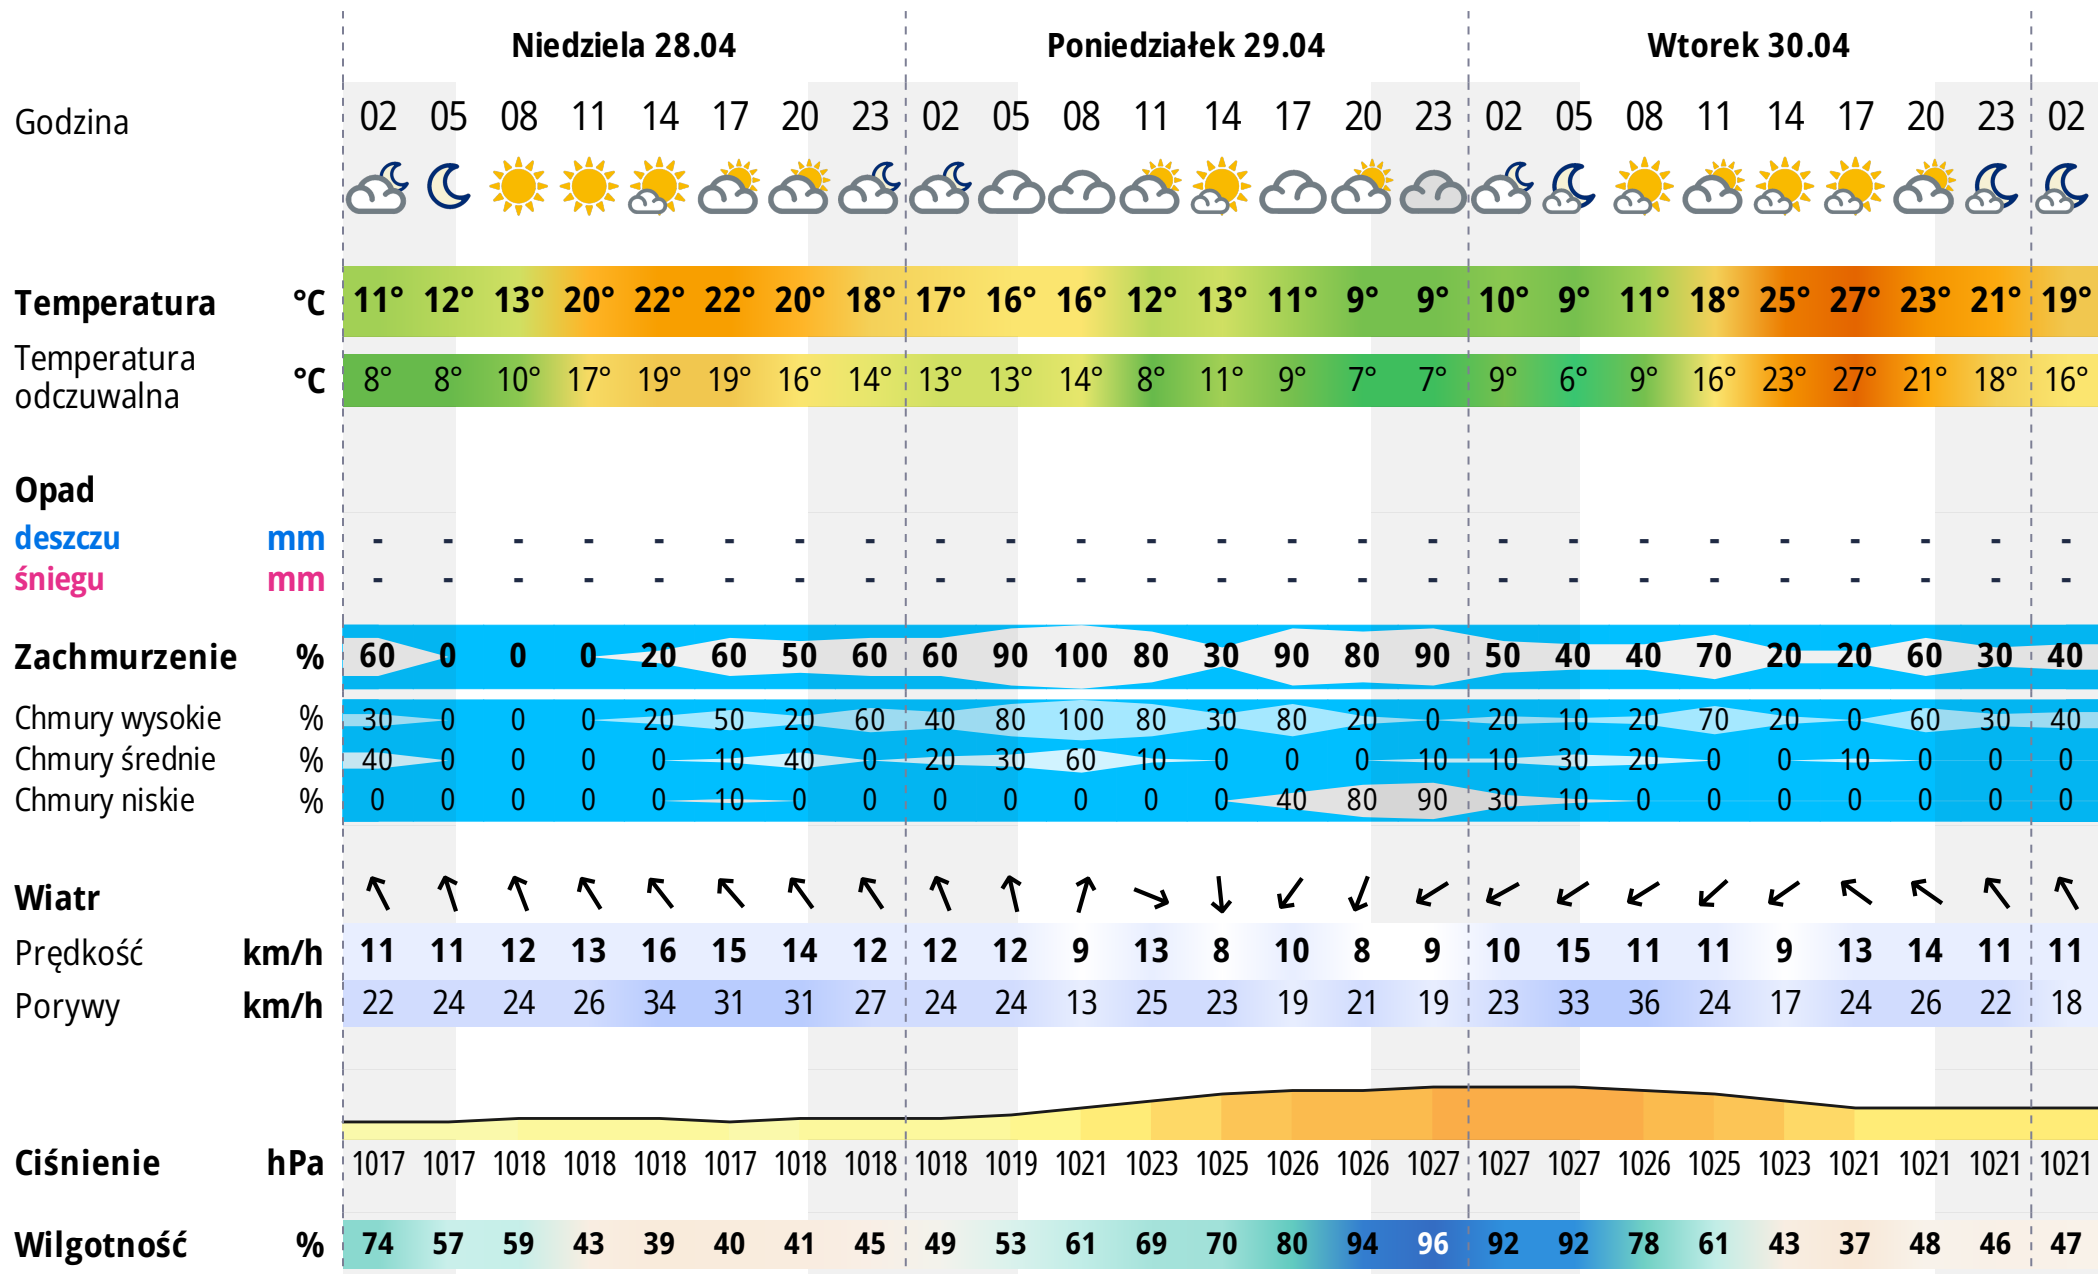 Niedziela 28.04 Poniedziałek 29.04 Wtorek 30.04
Godzina 02 05 08 11 14 17 20 23 02 05 08 11 14 17 20 23 02 05 08 11 14 17 20 23 02
Temperatura °C 11° 12° 13° 20° 22° 22° 20° 18° 17° 16° 16° 12° 13° 11° 9° 9° 10° 9° 11° 18° 25° 27° 23° 21° 19°
Temperatura
odczuwalna °C 8° 8° 10° 17° 19° 19° 16° 14° 13° 13° 14° 8° 11° 9° 7° 7° 9° 6° 9° 16° 23° 27° 21° 18° 16°
Opad
deszczu mm - - - - - - - - - - - - - - - - - - - - - - - - -
śniegu mm - - - - - - - - - - - - - - - - - - - - - - - - -
Zachmurzenie % 60 0 0 0 20 60 50 60 60 90 100 80 30 90 80 90 50 40 40 70 20 20 60 30 40
Chmury wysokie % 30 0 0 0 20 50 20 60 40 80 100 80 30 80 20 0 20 10 20 70 20 0 60 30 40
Chmury średnie % 40 0 0 0 0 10 40 0 20 30 60 10 0 0 0 10 10 30 20 0 0 10 0 0 0
Chmury niskie % 0 0 0 0 0 10 0 0 0 0 0 0 0 40 80 90 30 10 0 0 0 0 0 0 0
Wiatr
Prędkość km/h 11 11 12 13 16 15 14 12 12 12 9 13 8 10 8 9 10 15 11 11 9 13 14 11 11
Porywy km/h 22 24 24 26 34 31 31 27 24 24 13 25 23 19 21 19 23 33 36 24 17 24 26 22 18
Ciśnienie hPa 1017 1017 1018 1018 1018 1017 1018 1018 1018 1019 1021 1023 1025 1026 1026 1027 1027 1027 1026 1025 1023 1021 1021 1021 1021
Wilgotność % 74 57 59 43 39 40 41 45 49 53 61 69 70 80 94 96 92 92 78 61 43 37 48 46 47